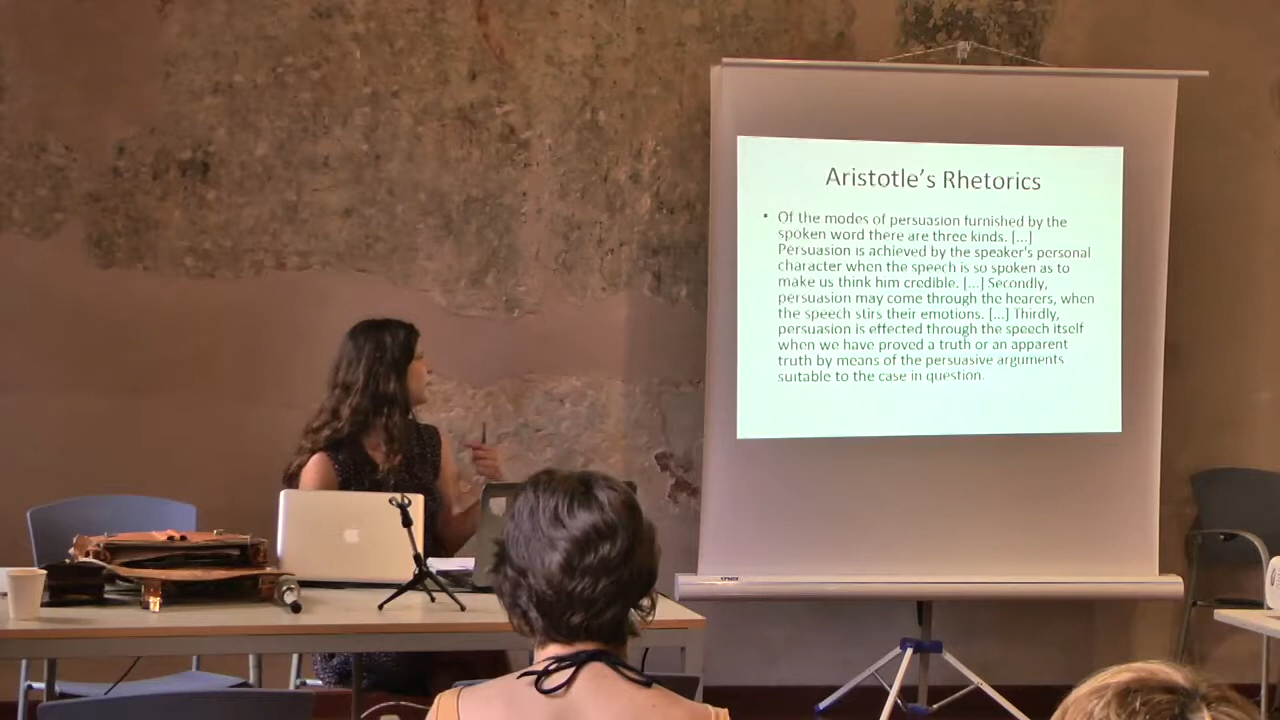 Aristotle's Rhetorics
• Of the modes of persuasion furnished by the
spoken word there are three kinds. [...]
Persuasion is achieved by the speaker's personal
character when the speech is so spoken as to
make us think him credible. [...] Secondly,
persuasion may come through the hearers, when
the speech stirs their emotions. [...] Thirdly,
persuasion is effected through the speech itself
when we have proved a truth or an apparent
truth by means of the persuasive arguments
suitable to the case in question.